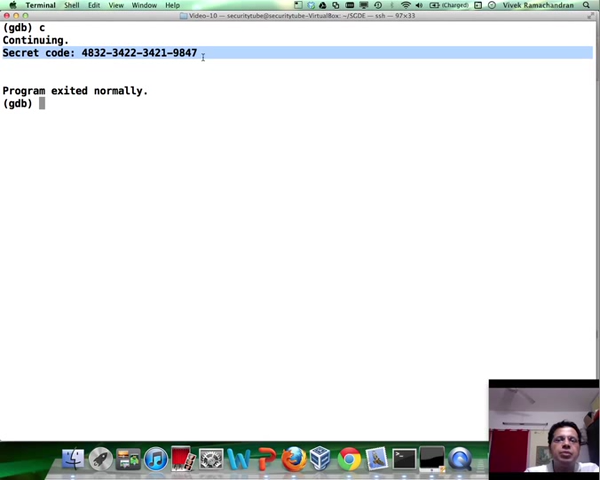 Terminal Shell Edit View Window Help (Charged) Vivek Ramachandran
Video-10 — securitytube@securitytube-VirtualBox: ~/SGDE — ssh — 97×33
(gdb) c
Continuing.
Secret code: 4832-3422-3421-9847
Program exited normally.
(gdb)